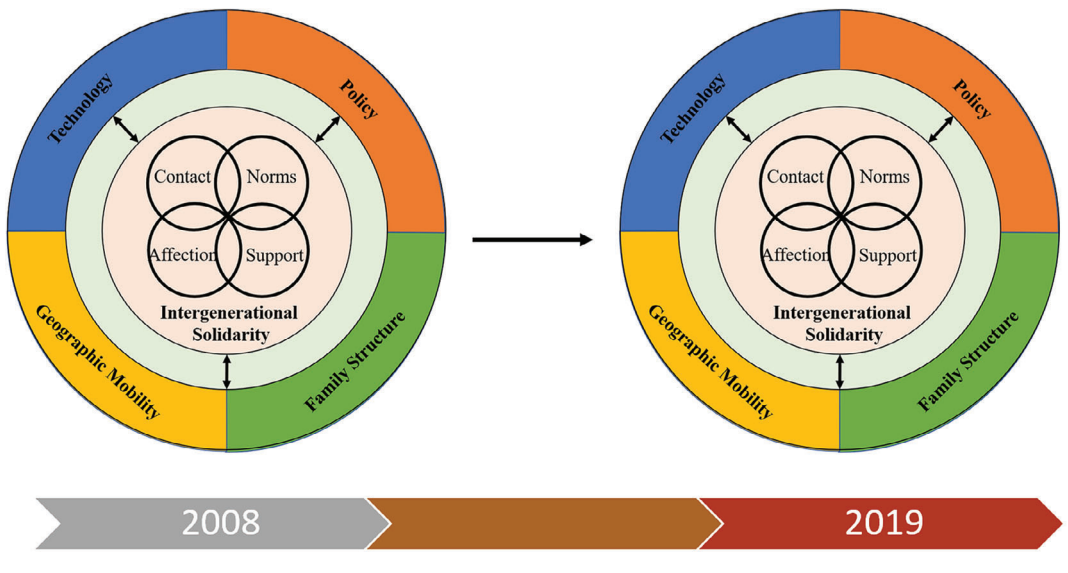 Technology
Policy
Contact
Norms
Affection
Support
Intergenerational
Solidarity
Geographic Mobility
Family Structure
Technology
Policy
Contact
Norms
Affection
Support
Intergenerational
Solidarity
Geographic Mobility
Family Structure
2008
2019